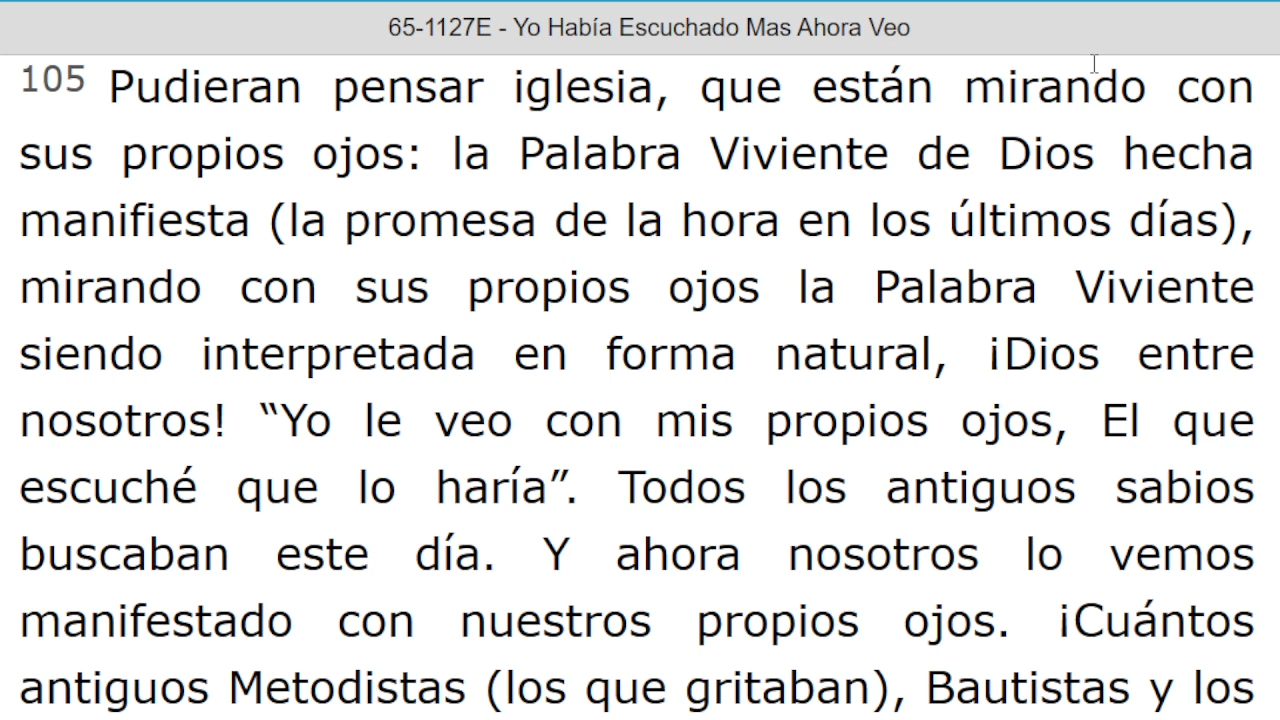 65-1127E - Yo Había Escuchado Mas Ahora Veo
105 Pudieran pensar iglesia, que están mirando con
sus propios ojos: la Palabra Viviente de Dios hecha
manifiesta (la promesa de la hora en los últimos días),
mirando con sus propios ojos la Palabra Viviente
siendo interpretada en forma natural, ¡Dios entre
nosotros! “Yo le veo con mis propios ojos, El que
escuché que lo haría”. Todos los antiguos sabios
buscaban este día. Y ahora nosotros lo vemos
manifestado con nuestros propios ojos. ¡Cuántos
antiguos Metodistas (los que gritaban), Bautistas y los